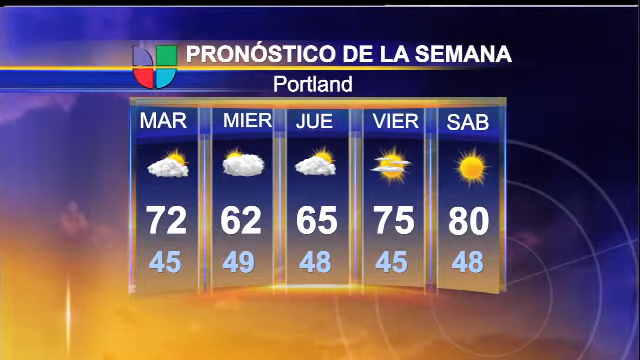 PRONÓSTICO DE LA SEMANA
Portland
MAR MIER JUE VIER SAB
72 62 65 75 80
45 49 48 45 48